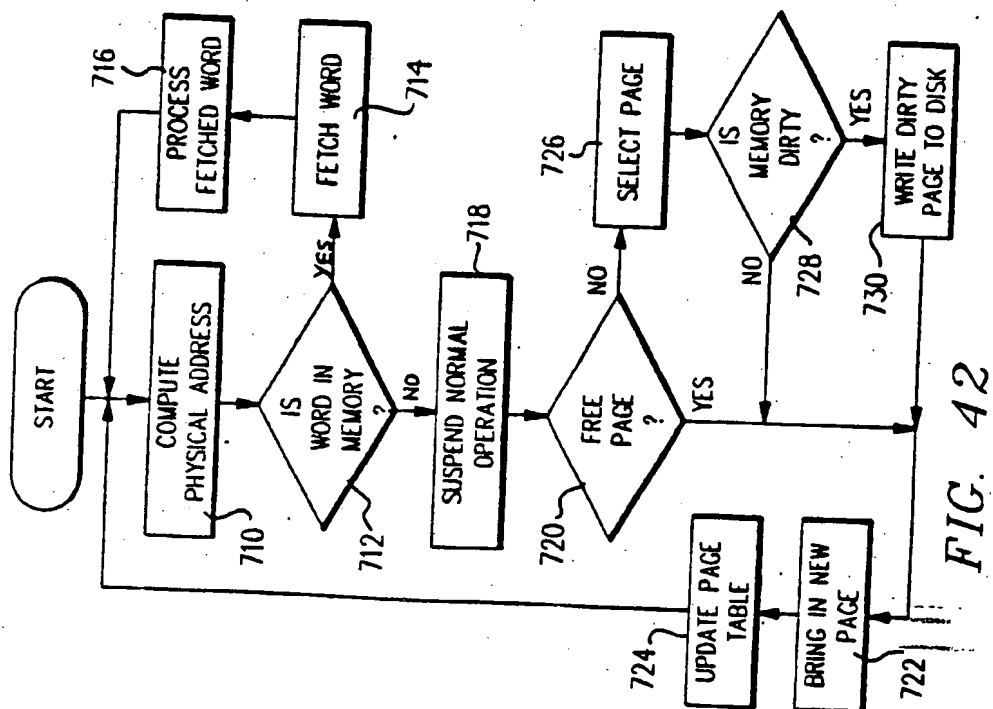 START
COMPUTE
PHYSICAL ADDRESS
710
IS
WORD IN
MEMORY
?
712
YES
FETCH WORD
714
PROCESS
FETCHED WORD
716
NO
SUSPEND NORMAL
OPERATION
718
FREE
PAGE
?
720
NO
SELECT PAGE
726
IS
MEMORY
DIRTY
?
728
NO
YES
WRITE DIRTY
PAGE TO DISK
730
YES
UPDATE PAGE
TABLE
724
BRING IN NEW
PAGE
722
FIG. 42